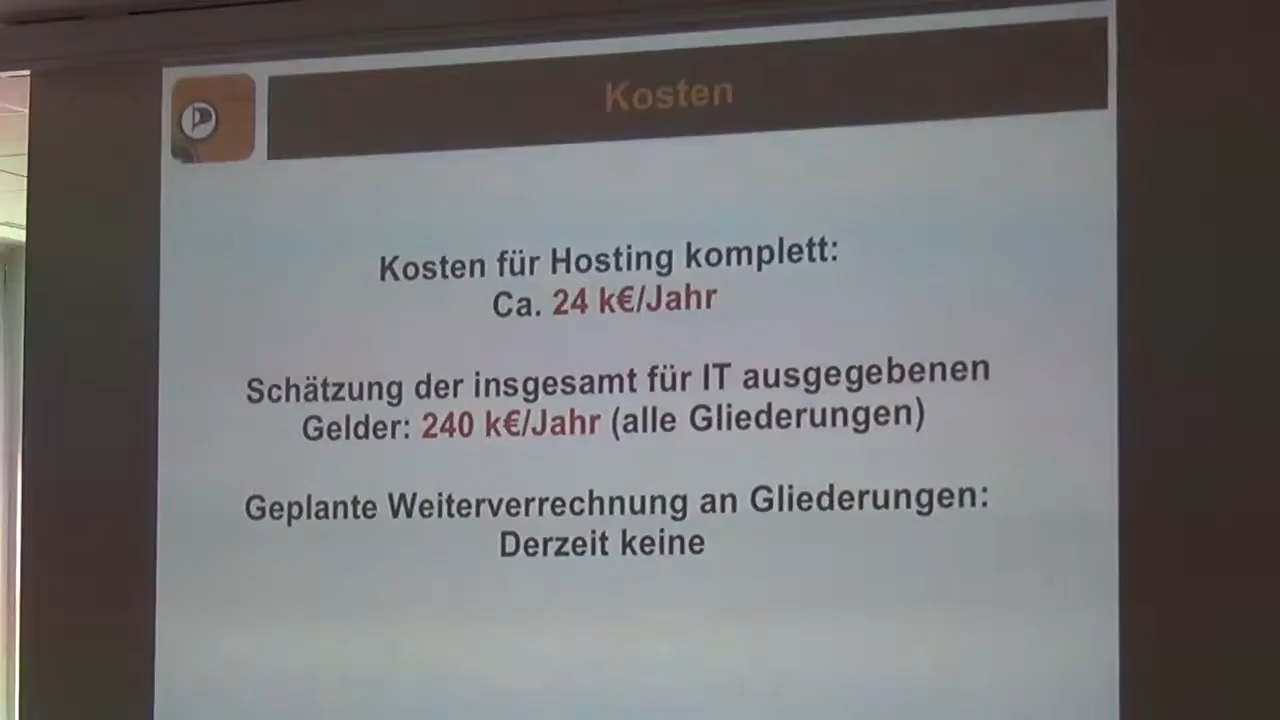 Kosten
Kosten für Hosting komplett:
Ca. 24 k€/Jahr
Schätzung der insgesamt für IT ausgegebenen
Gelder: 240 k€/Jahr (alle Gliederungen)
Geplante Weiterverrechnung an Gliederungen:
Derzeit keine